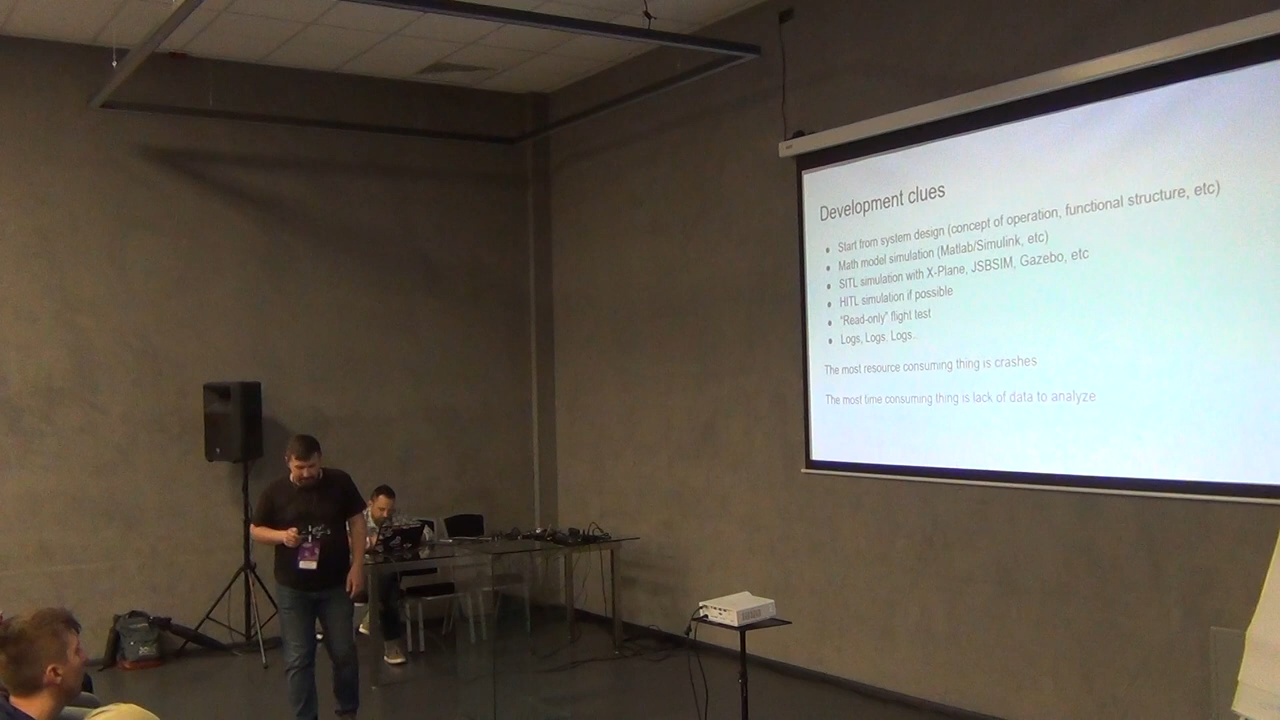 Development clues
Start from system design (concept of operation, functional structure, etc)
Math model simulation (Matlab/Simulink, etc)
SITL simulation with X-Plane, JSBSIM, Gazebo, etc
HITL simulation if possible
"Read-only" flight test
Logs, Logs. Logs..
The most resource consuming thing is crashes
The most time consuming thing is lack of data to analyze